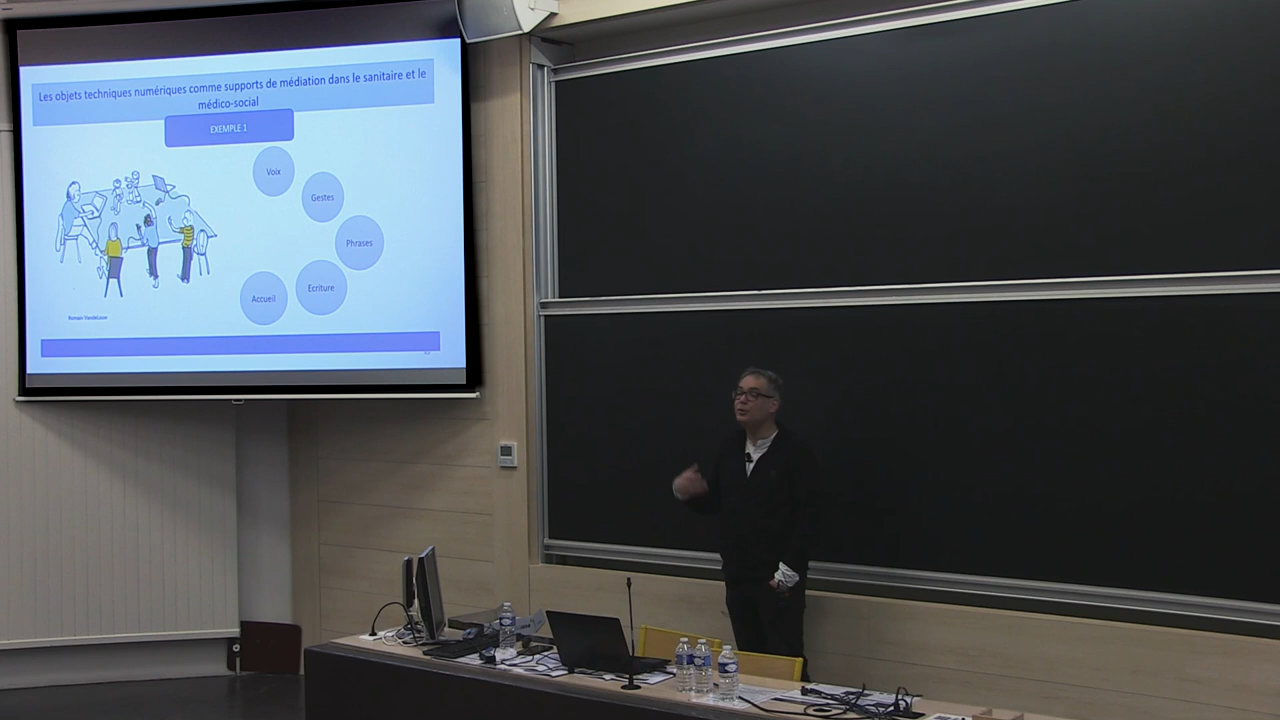 Les objets techniques numériques comme supports de médiation dans le sanitaire et le
médico-social
EXEMPLE 1
Voix
Gestes
Phrases
Ecriture
Accueil